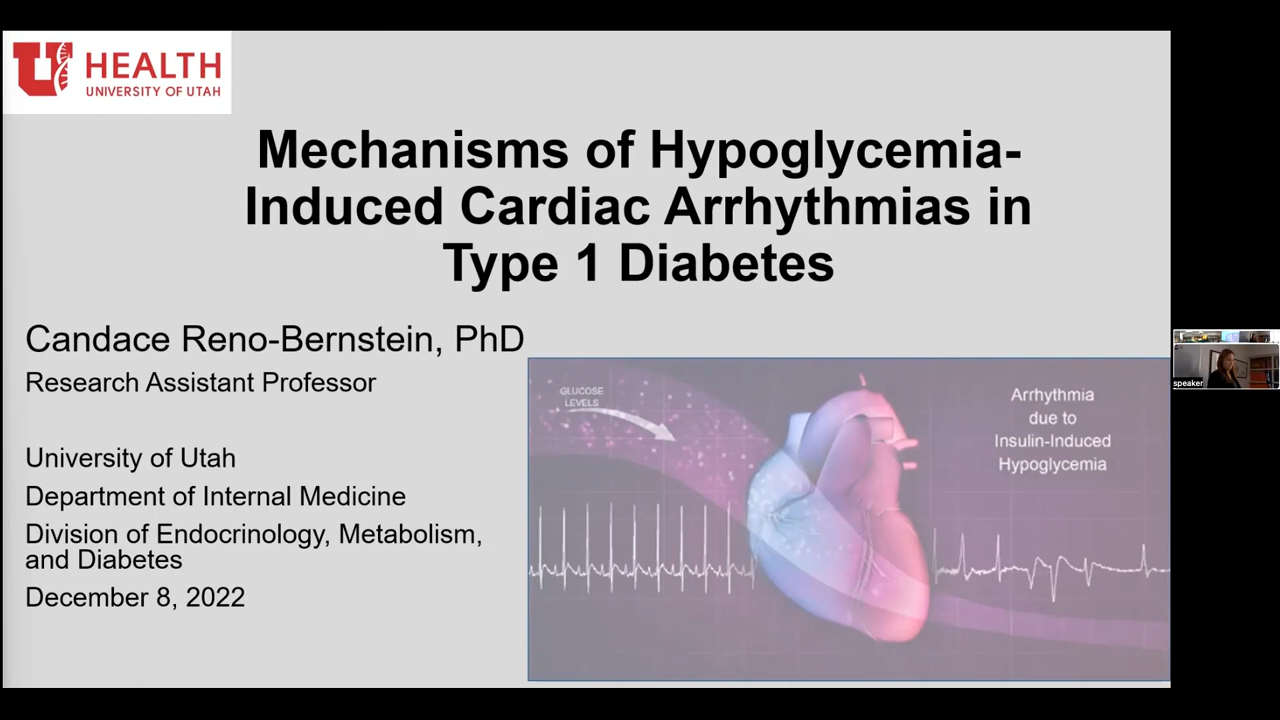 HEALTH
UNIVERSITY OF UTAH
Mechanisms of Hypoglycemia-
Induced Cardiac Arrhythmias in
Type 1 Diabetes
Candace Reno-Bernstein, PhD
Research Assistant Professor
University of Utah
Department of Internal Medicine
Division of Endocrinology, Metabolism,
and Diabetes
December 8, 2022
GLUCOSE
LEVELS
Arrhythmia
due to
Insulin-Induced
Hypoglycemia
speaker